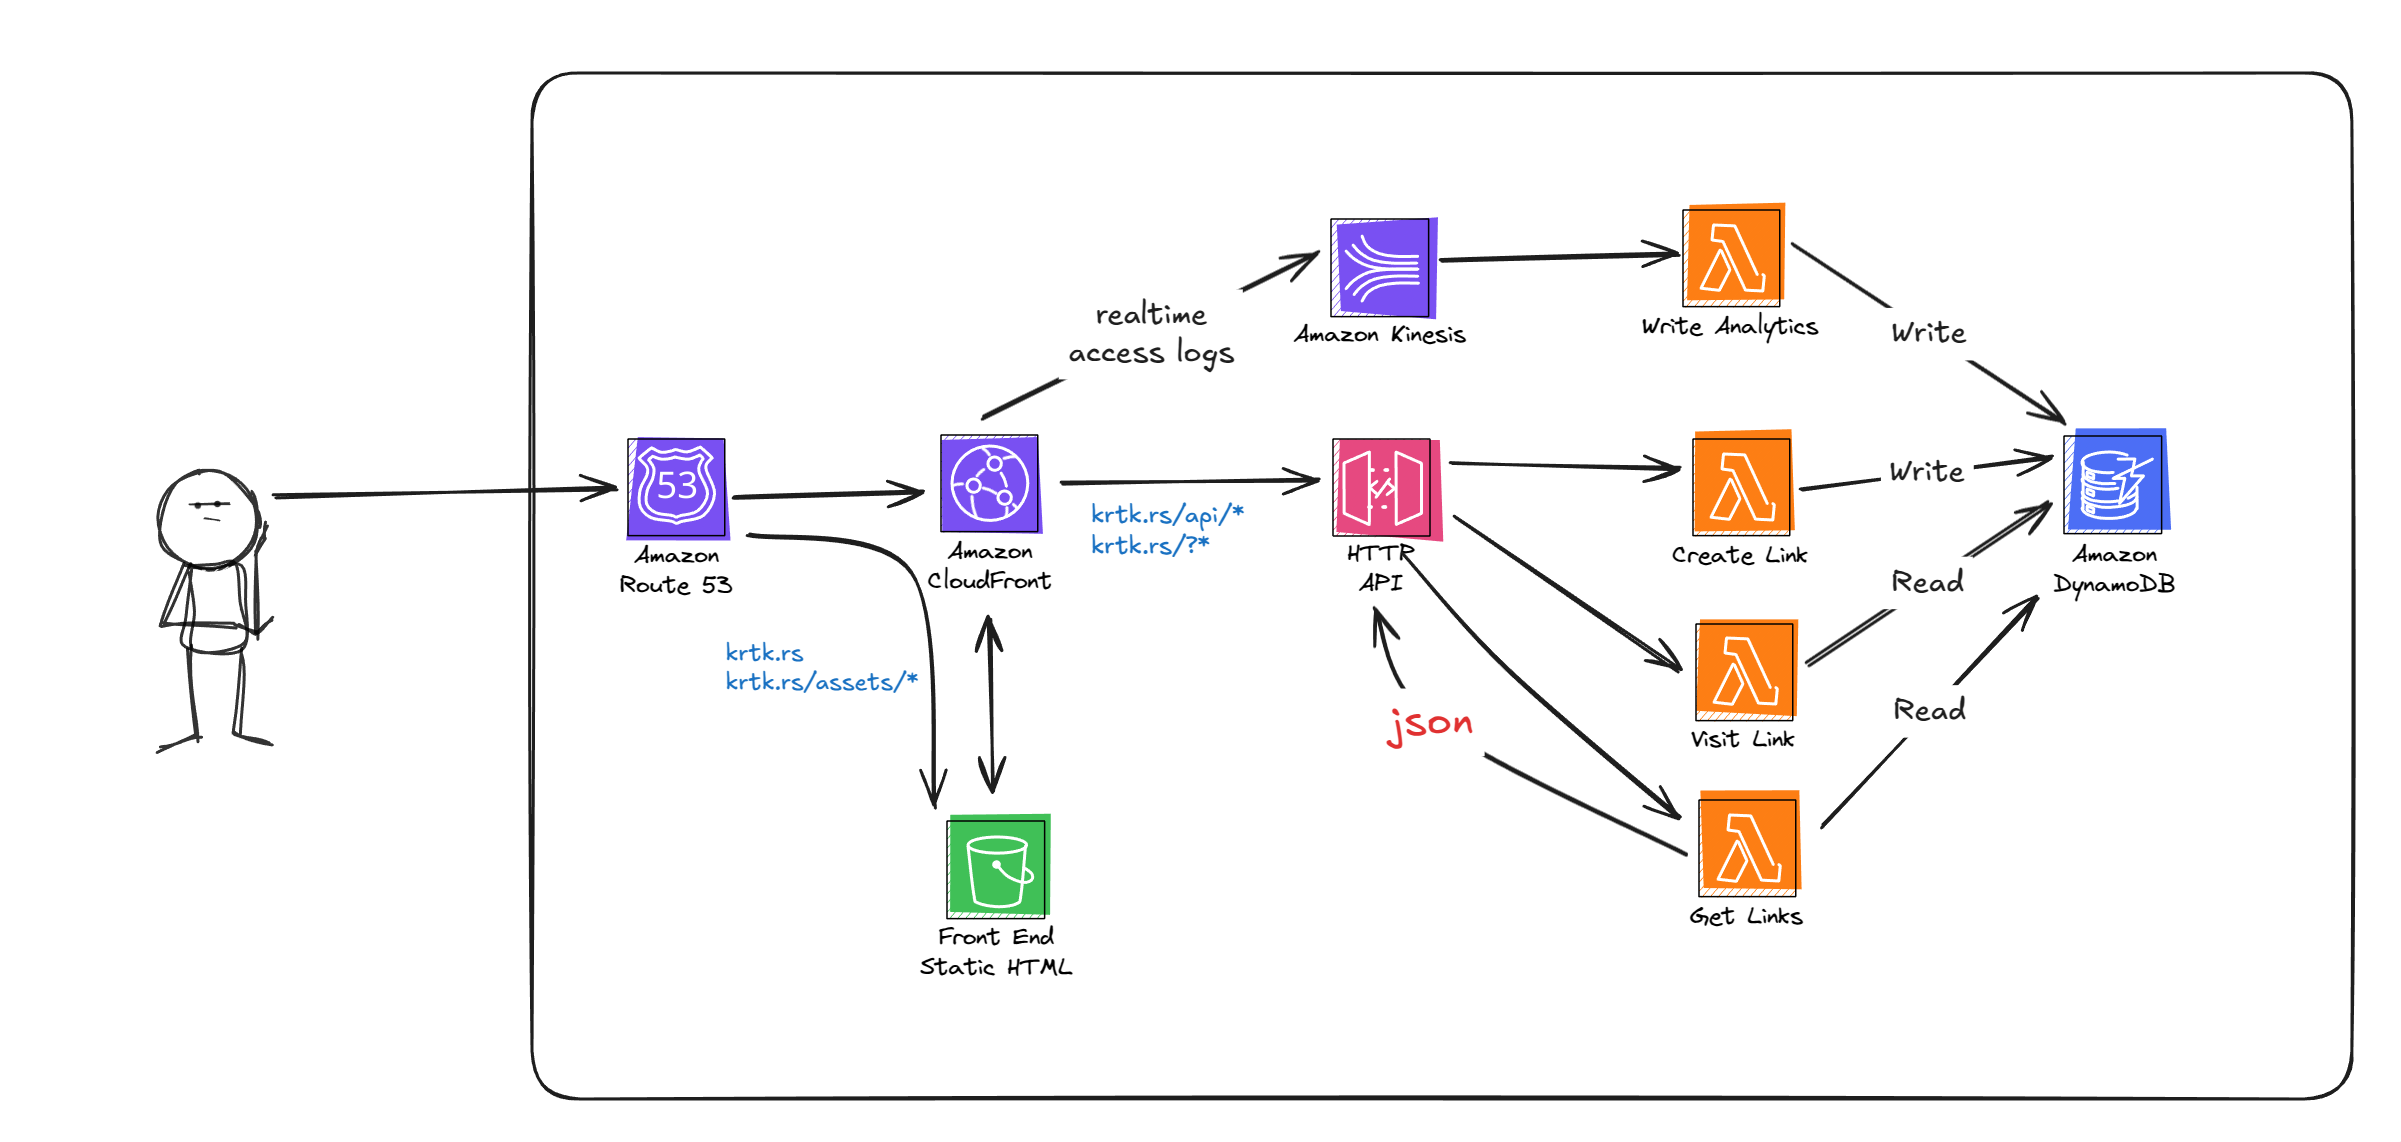 realtime
access logs
Amazon Kinesis
Write Analytics
Write
53
Amazon
Route 53
Amazon
CloudFront
krtk.rs/api/*
krtk.rs/?*
HTTP
API
Create Link
Write
Amazon
DynamoDB
Read
krtk.rs
krtk.rs/assets/*
json
Visit Link
Read
Get Links
Front End
Static HTML